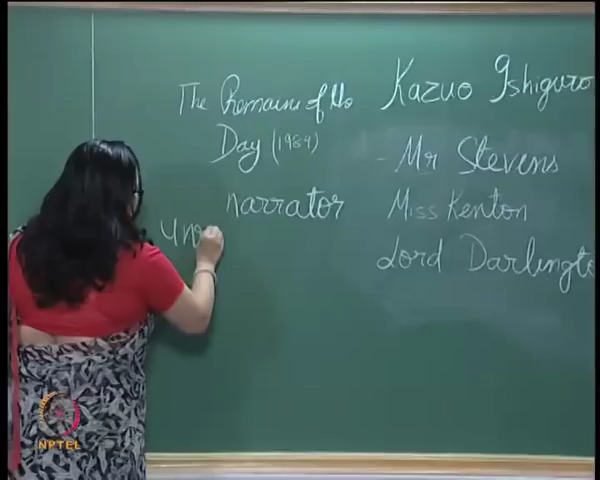 Kazuo Ishiguro
The Remains of the
Day (1989)
- Mr Stevens
narrator
Miss Kenton
Lord Darlingto
NPTEL